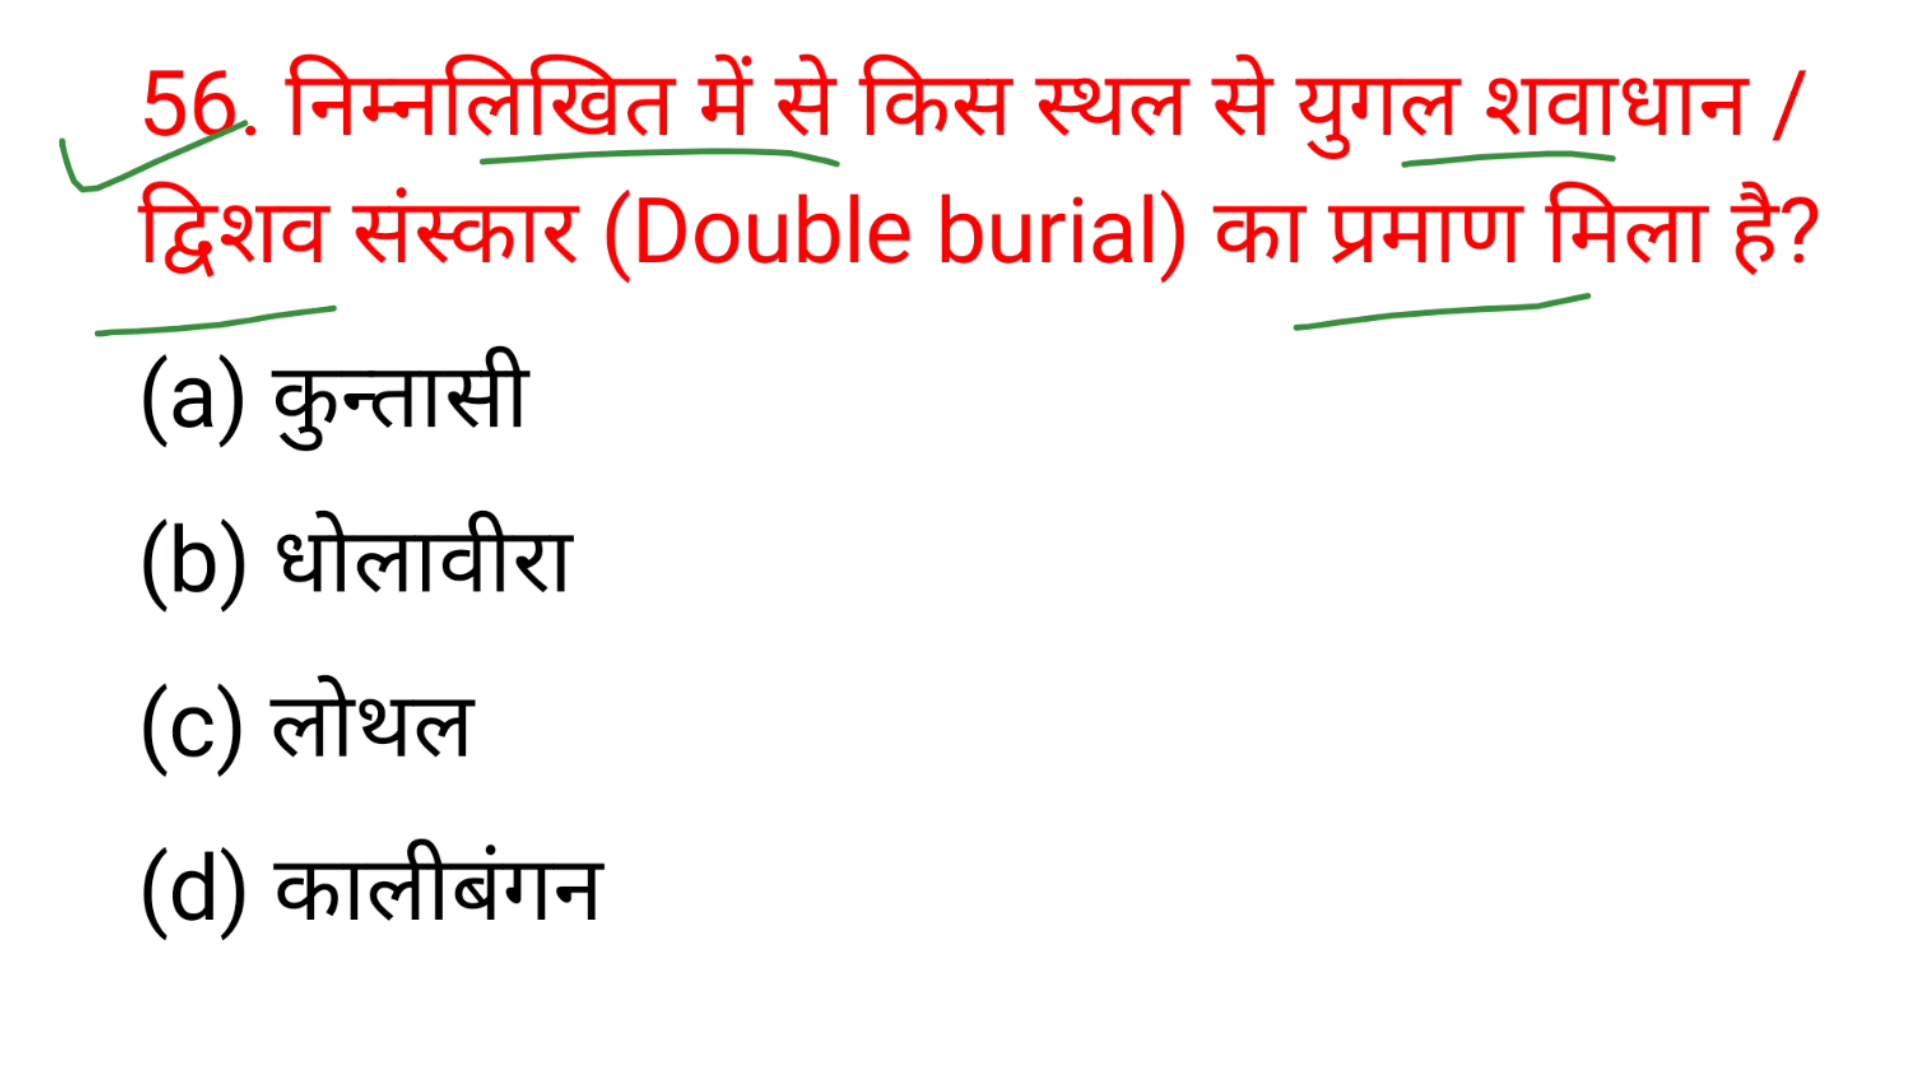 56. निम्नलिखित में से किस स्थल से युगल शवाधान /
द्विशव संस्कार (Double burial) का प्रमाण मिला है?
(a) कुन्तासी
(b) धोलावीरा
(c) लोथल
(d) कालीबंगन